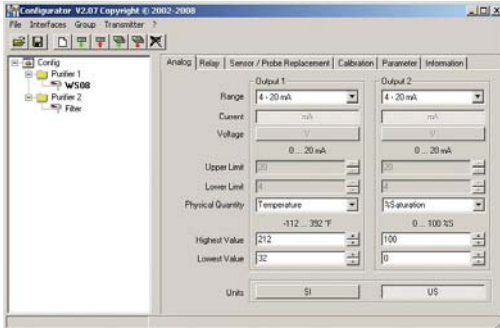 Configurator V2.07 Copyright © 2002-2008
File Interfaces Group Transmitter ?
Config
Purifier 1
WS08
Purifier 2
Filter
Analog Relay Sensor / Probe Replacement Calibration Parameter Information
Output 1 Output 2
Range 4 - 20 mA 4 - 20 mA
Current mA mA
Voltage V V
0 ... 20 mA 0 ... 20 mA
Upper Limit 20 20
Lower Limit 4 4
Physical Quantity Temperature %Saturation
-112 ... 392 °F 0 ... 100 %S
Highest Value 212 100
Lowest Value 32 0
Units SI US